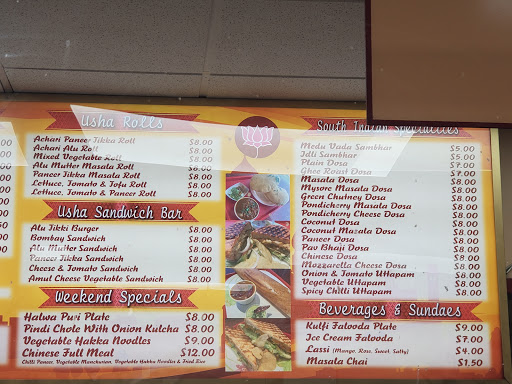 Usha Rolls
Achari Paneer Tikka Roll $8.00
Achari Alu Roll $8.00
Mixed Vegetable Roll $8.00
Alu Mutter Masala Roll $8.00
Paneer Tikka Masala Roll $8.00
Lettuce, Tomato & Tofu Roll $8.00
Lettuce, Tomato & Paneer Roll $8.00
Usha Sandwich Bar
Alu Tikki Burger $8.00
Bombay Sandwich $8.00
Alu Mutter Sandwich $8.00
Paneer Tikka Sandwich $8.00
Cheese & Tomato Sandwich $8.00
Amul Cheese Vegetable Sandwich $8.00
Weekend Specials
Halwa Puri Plate $8.00
Pindi Chole With Onion Kulcha $8.00
Vegetable Hakka Noodles $9.00
Chinese Full Meal $12.00
Chilli Paneer, Vegetable Manchurian, Vegetable Hakka Noodles & Fried Rice
South Indian Specialities
Medu Vada Sambhar $5.00
Idli Sambhar $5.00
Plain Dosa $7.00
Ghee Roast Dosa $7.00
Masala Dosa $8.00
Mysore Masala Dosa $8.00
Green Chutney Dosa $8.00
Pondicherry Masala Dosa $8.00
Pondicherry Cheese Dosa $8.00
Coconut Dosa $8.00
Coconut Masala Dosa $8.00
Paneer Dosa $8.00
Pav Bhaji Dosa $8.00
Chinese Dosa $8.00
Mozzarella Cheese Dosa $8.00
Onion & Tomato Uttapam $8.00
Vegetable Uttapam $8.00
Spicy Chilli Uttapam $8.00
Beverages & Sundaes
Kulfi Falooda Plate $9.00
Ice Cream Falooda $7.00
Lassi (Mango, Rose, Sweet, Salty) $4.00
Masala Chai $1.50